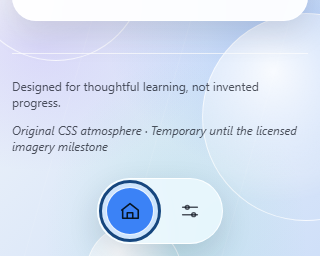 Designed for thoughtful learning, not invented
progress.
Original CSS atmosphere · Temporary until the licensed
imagery milestone